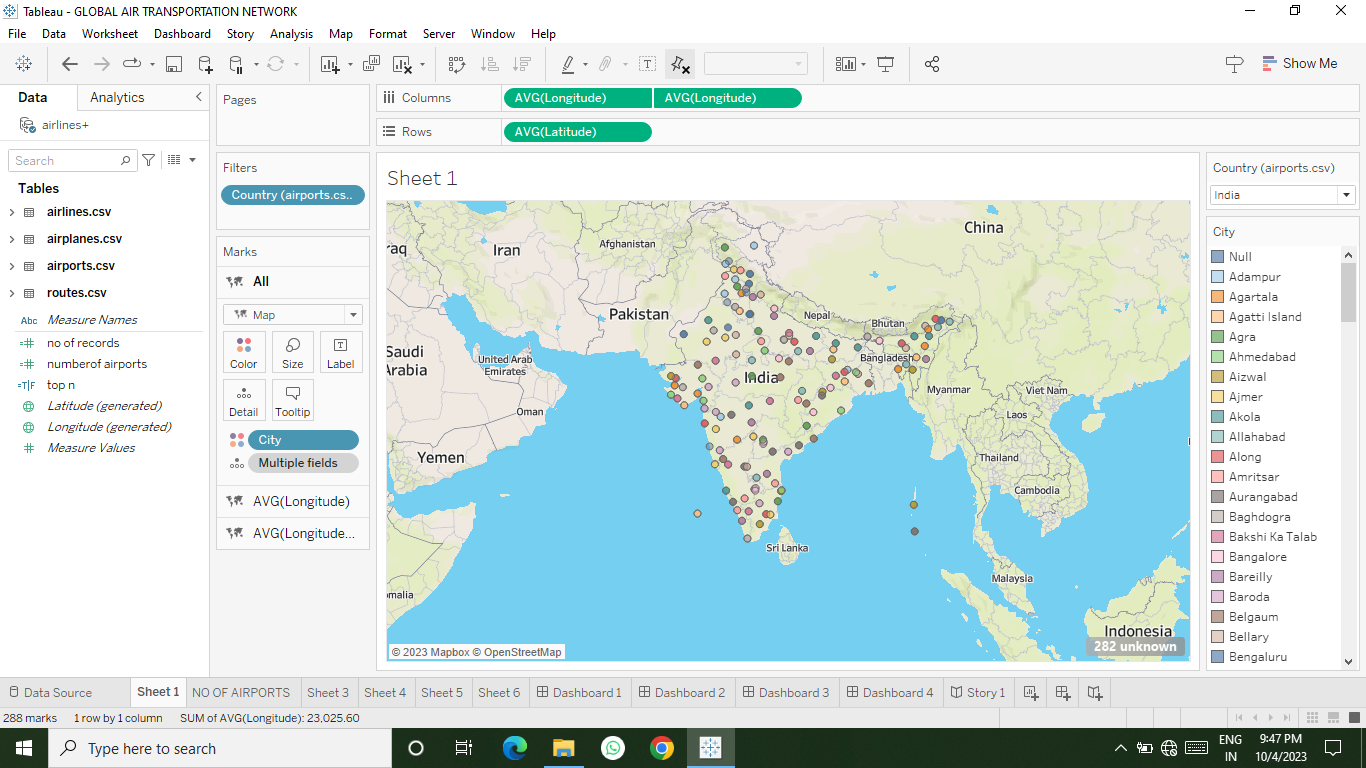 Tableau - GLOBAL AIR TRANSPORTATION NETWORK
File Data Worksheet Dashboard Story Analysis Map Format Server Window Help
Show Me
Data Analytics
airlines+
Search
Tables
airlines.csv
airplanes.csv
airports.csv
routes.csv
Abc Measure Names
no of records
numberof airports
T|F top n
Latitude (generated)
Longitude (generated)
Measure Values
Pages
Filters
Country (airports.cs..
Marks
All
Map
Color Size Label
Detail Tooltip
City
Multiple fields
AVG(Longitude)
AVG(Longitude...
Columns AVG(Longitude) AVG(Longitude)
Rows AVG(Latitude)
Sheet 1
China
Afghanistan
raq
Iran
Pakistan
Nepal
Bhutan
Saudi
Arabia
United Arab
Emirates
Bangladesh
India
Myanmar
Viet Nam
Oman
Laos
Yemen
Thailand
Cambodia
Sri Lanka
Malaysia
malia
Indonesia
282 unknown
© 2023 Mapbox © OpenStreetMap
Country (airports.csv)
India
City
Null
Adampur
Agartala
Agatti Island
Agra
Ahmedabad
Aizwal
Ajmer
Akola
Allahabad
Along
Amritsar
Aurangabad
Baghdogra
Bakshi Ka Talab
Bangalore
Bareilly
Baroda
Belgaum
Bellary
Bengaluru
Data Source Sheet 1 NO OF AIRPORTS Sheet 3 Sheet 4 Sheet 5 Sheet 6 Dashboard 1 Dashboard 2 Dashboard 3 Dashboard 4 Story 1
288 marks 1 row by 1 column SUM of AVG(Longitude): 23,025.60
Type here to search
ENG
IN
9:47 PM
10/4/2023